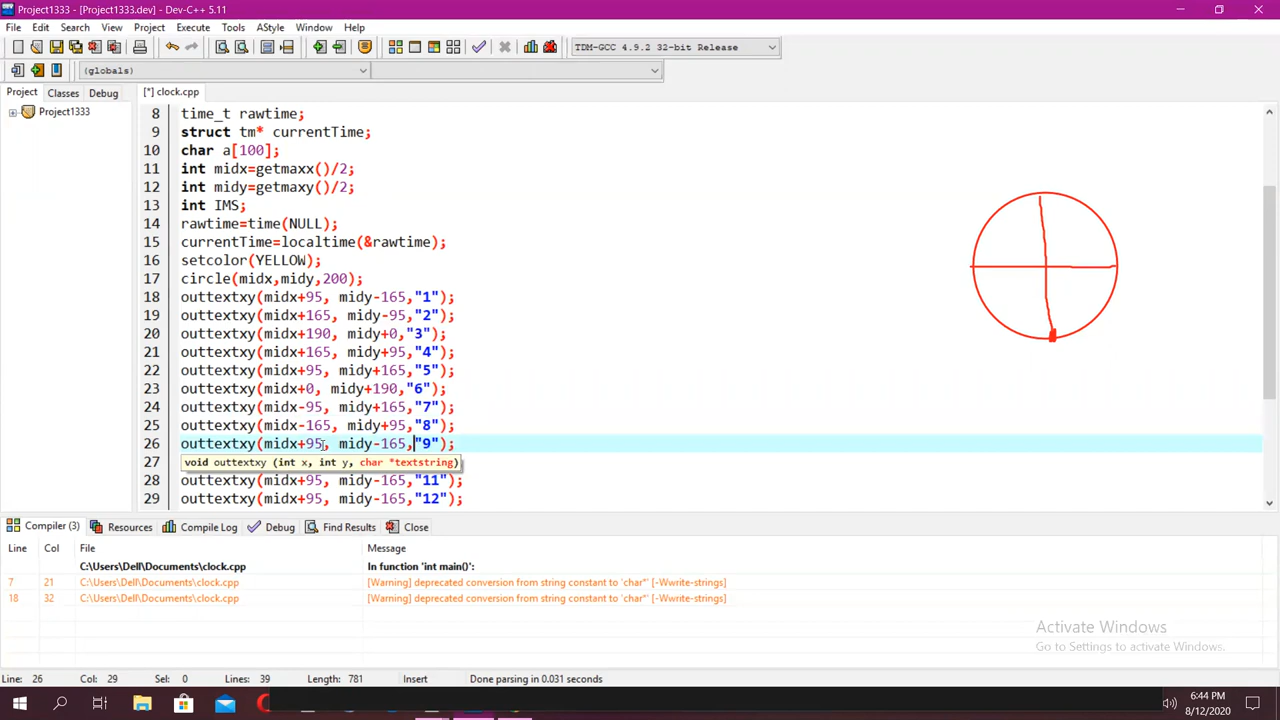 Project1333 - [Project1333.dev] - Dev-C++ 5.11
File Edit Search View Project Execute Tools AStyle Window Help
TDM-GCC 4.9.2 32-bit Release
(globals)
Project Classes Debug
[*] clock.cpp
Project1333
8 time_t rawtime;
9 struct tm* currentTime;
10 char a[100];
11 int midx=getmaxx()/2;
12 int midy=getmaxy()/2;
13 int IMS;
14 rawtime=time(NULL);
15 currentTime=localtime(&rawtime);
16 setcolor(YELLOW);
17 circle(midx,midy,200);
18 outtextxy(midx+95, midy-165,"1");
19 outtextxy(midx+165, midy-95,"2");
20 outtextxy(midx+190, midy+0,"3");
21 outtextxy(midx+165, midy+95,"4");
22 outtextxy(midx+95, midy+165,"5");
23 outtextxy(midx+0, midy+190,"6");
24 outtextxy(midx-95, midy+165,"7");
25 outtextxy(midx-165, midy+95,"8");
26 outtextxy(midx+95, midy-165,"9");
27 void outtextxy (int x, int y, char *textstring)
28 outtextxy(midx+95, midy-165,"11");
29 outtextxy(midx+95, midy-165,"12");
Compiler (3) Resources Compile Log Debug Find Results Close
Line Col File Message
C:\Users\Dell\Documents\clock.cpp In function 'int main()':
7 21 C:\Users\Dell\Documents\clock.cpp [Warning] deprecated conversion from string constant to 'char*' [-Wwrite-strings]
18 32 C:\Users\Dell\Documents\clock.cpp [Warning] deprecated conversion from string constant to 'char*' [-Wwrite-strings]
Activate Windows
Go to Settings to activate Windows.
Line: 26 Col: 29 Sel: 0 Lines: 39 Length: 781 Insert Done parsing in 0.031 seconds
6:44 PM
8/12/2020